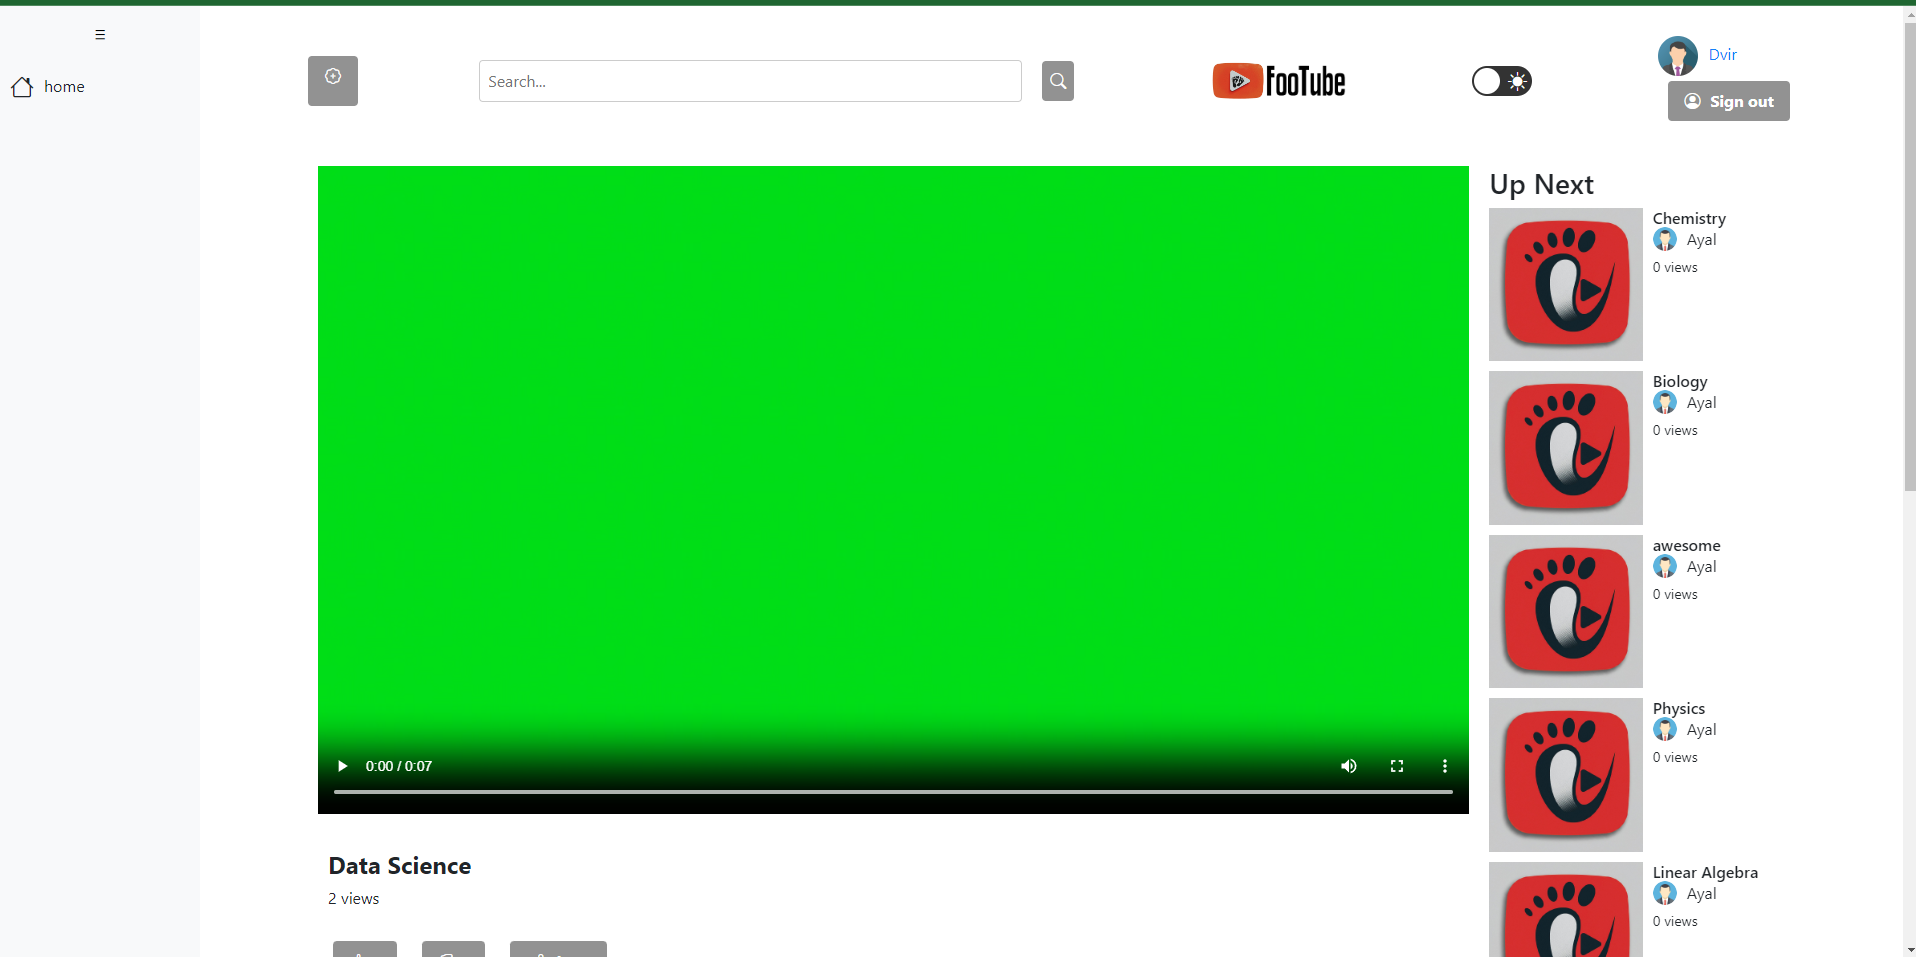 home
Search...
FooTube
Dvir
Sign out
Up Next
Chemistry
Ayal
0 views
Biology
Ayal
0 views
awesome
Ayal
0 views
Physics
Ayal
0 views
Linear Algebra
Ayal
0 views
0:00 / 0:07
Data Science
2 views